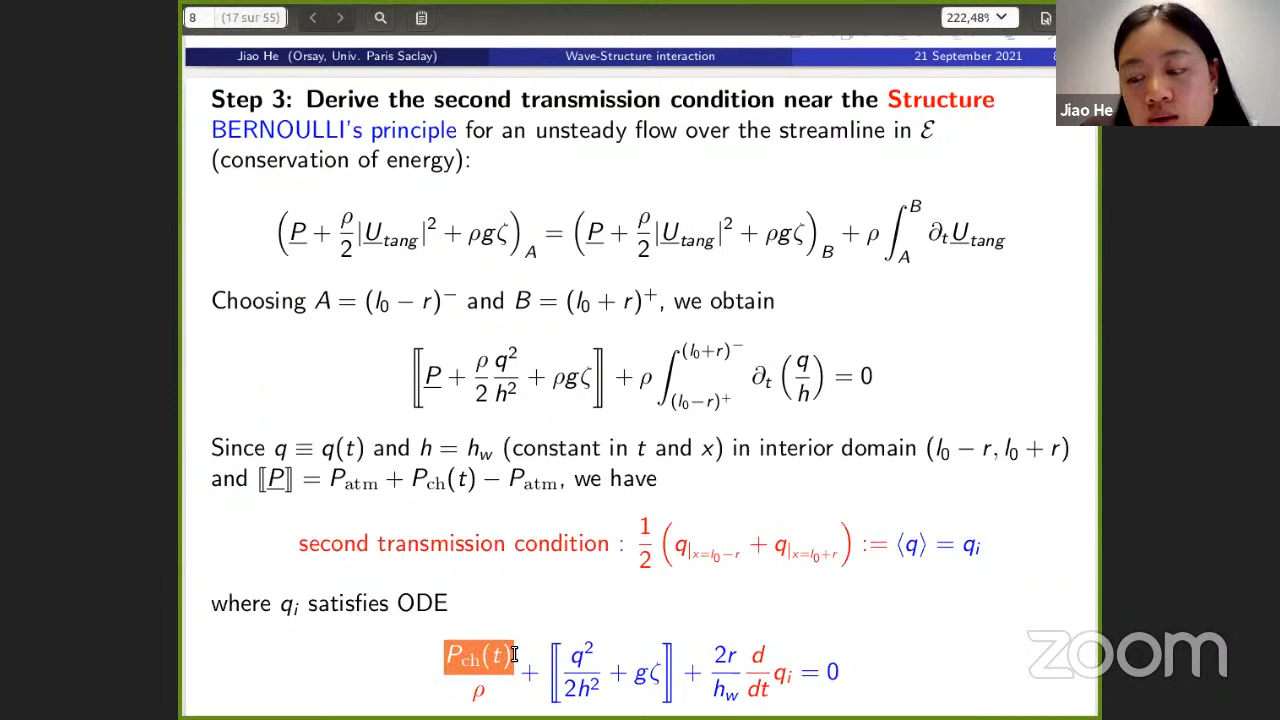 8 (17 sur 55) 222,48%
Jiao He (Orsay, Univ. Paris Saclay) Wave-Structure interaction 21 September 2021 8
Step 3: Derive the second transmission condition near the Structure
BERNOULLI's principle for an unsteady flow over the streamline in ℰ
(conservation of energy):
(P + ρ/2 |U_tang|² + ρgζ)_A = (P + ρ/2 |U_tang|² + ρgζ)_B + ρ ∫_A^B ∂_t U_tang
Choosing A = (l₀ − r)⁻ and B = (l₀ + r)⁺, we obtain
⟦P + ρ/2 q²/h² + ρgζ⟧ + ρ ∫_{(l₀−r)⁺}^{(l₀+r)⁻} ∂_t (q/h) = 0
Since q ≡ q(t) and h = h_w (constant in t and x) in interior domain (l₀ − r, l₀ + r)
and ⟦P⟧ = P_atm + P_ch(t) − P_atm, we have
second transmission condition : 1/2 (q_{|x=l₀−r} + q_{|x=l₀+r}) := ⟨q⟩ = q_i
where q_i satisfies ODE
P_ch(t)/ρ + ⟦q²/2h² + gζ⟧ + 2r/h_w d/dt q_i = 0
Jiao He
zoom